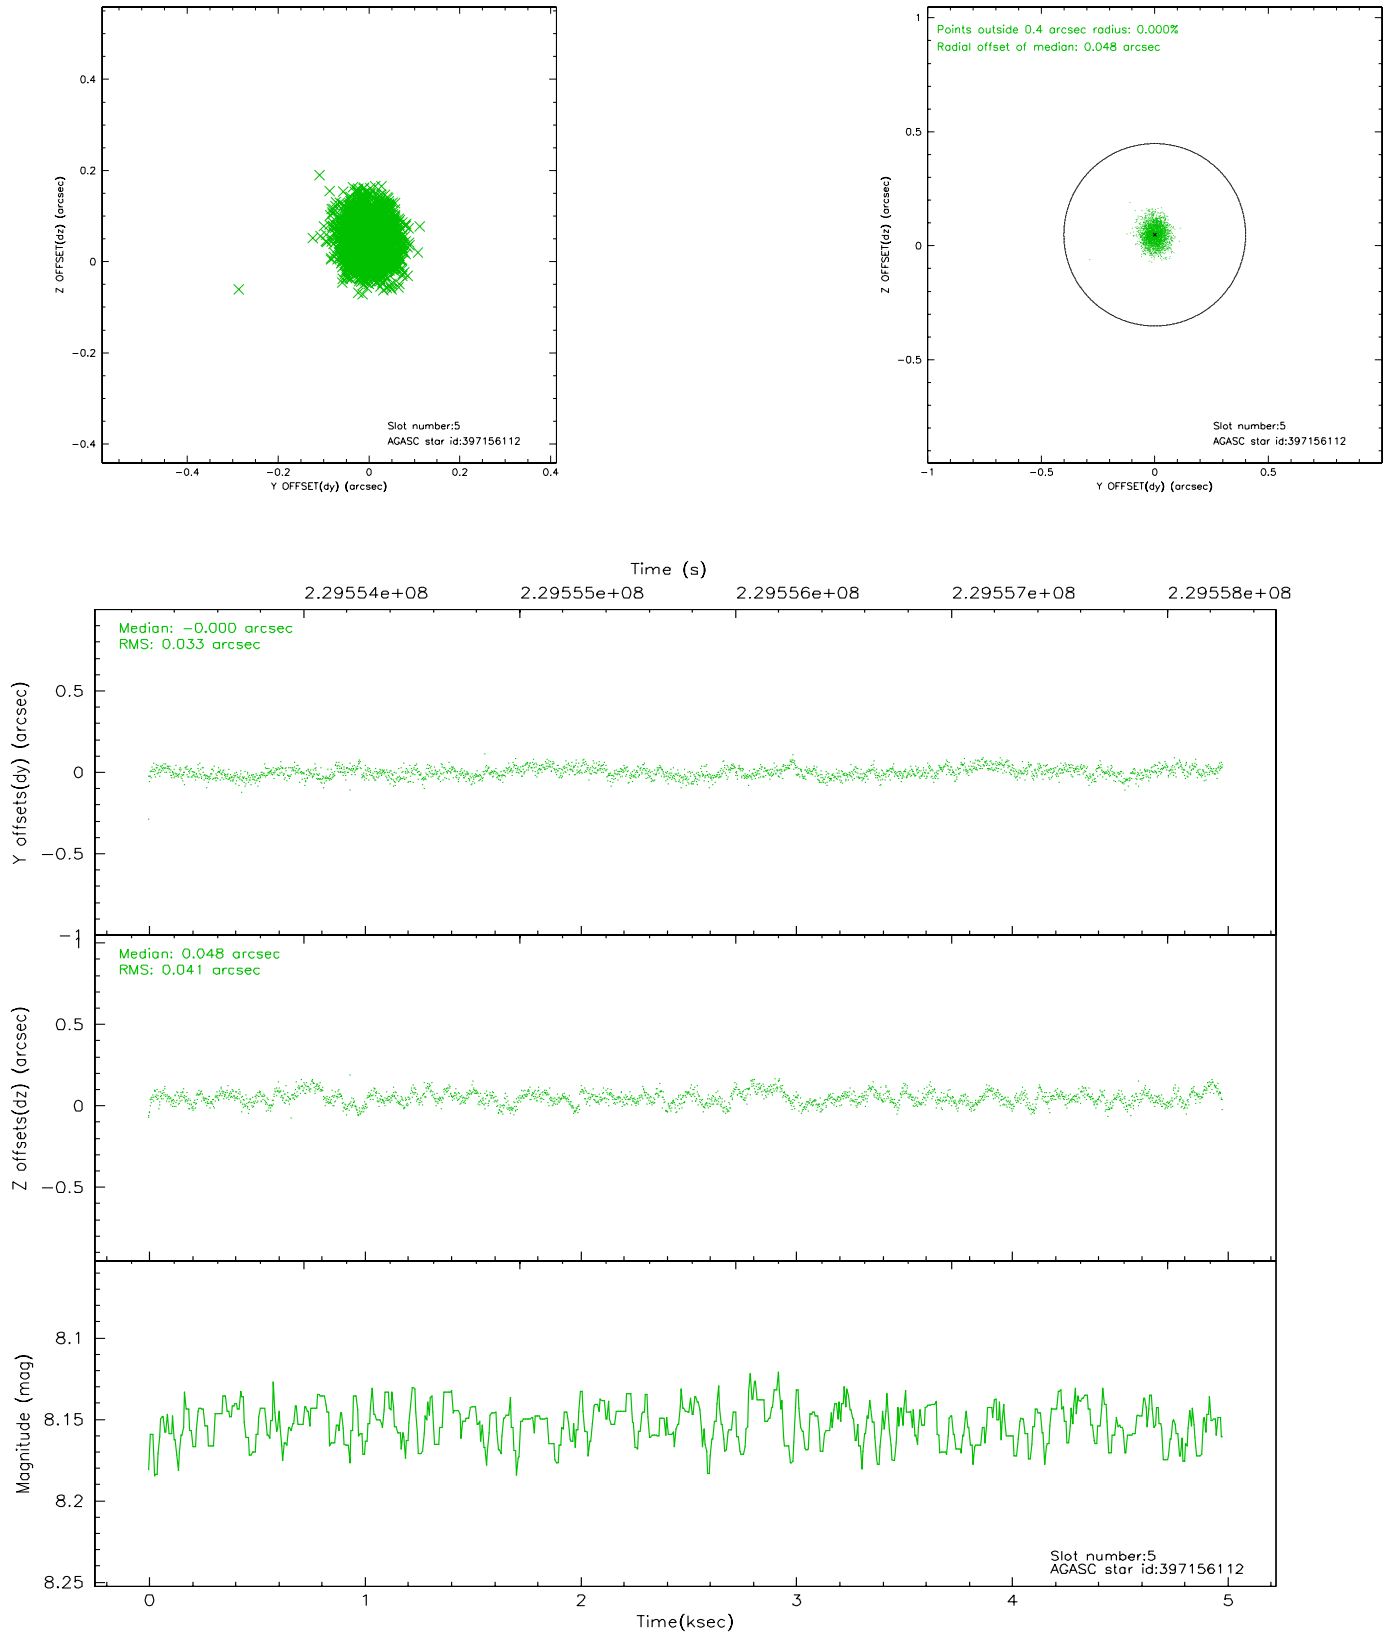 0.4
0.2
0
−0.2
−0.4
Z OFFSET(dz) (arcsec)
Slot number:5
AGASC star id:397156112
−0.4 −0.2 0 0.2 0.4
Y OFFSET(dy) (arcsec)
Points outside 0.4 arcsec radius: 0.000%
Radial offset of median: 0.048 arcsec
1
0.5
0
−0.5
Z OFFSET(dz) (arcsec)
Slot number:5
AGASC star id:397156112
−1 −0.5 0 0.5
Y OFFSET(dy) (arcsec)
Time (s)
2.29554e+08 2.29555e+08 2.29556e+08 2.29557e+08 2.29558e+08
Median: −0.000 arcsec
RMS: 0.033 arcsec
0.5
0
−0.5
−1
Y offsets(dy) (arcsec)
Median: 0.048 arcsec
RMS: 0.041 arcsec
1
0.5
0
−0.5
Z offsets(dz) (arcsec)
8.1
8.15
8.2
8.25
Magnitude (mag)
Slot number:5
AGASC star id:397156112
0 1 2 3 4 5
Time(ksec)